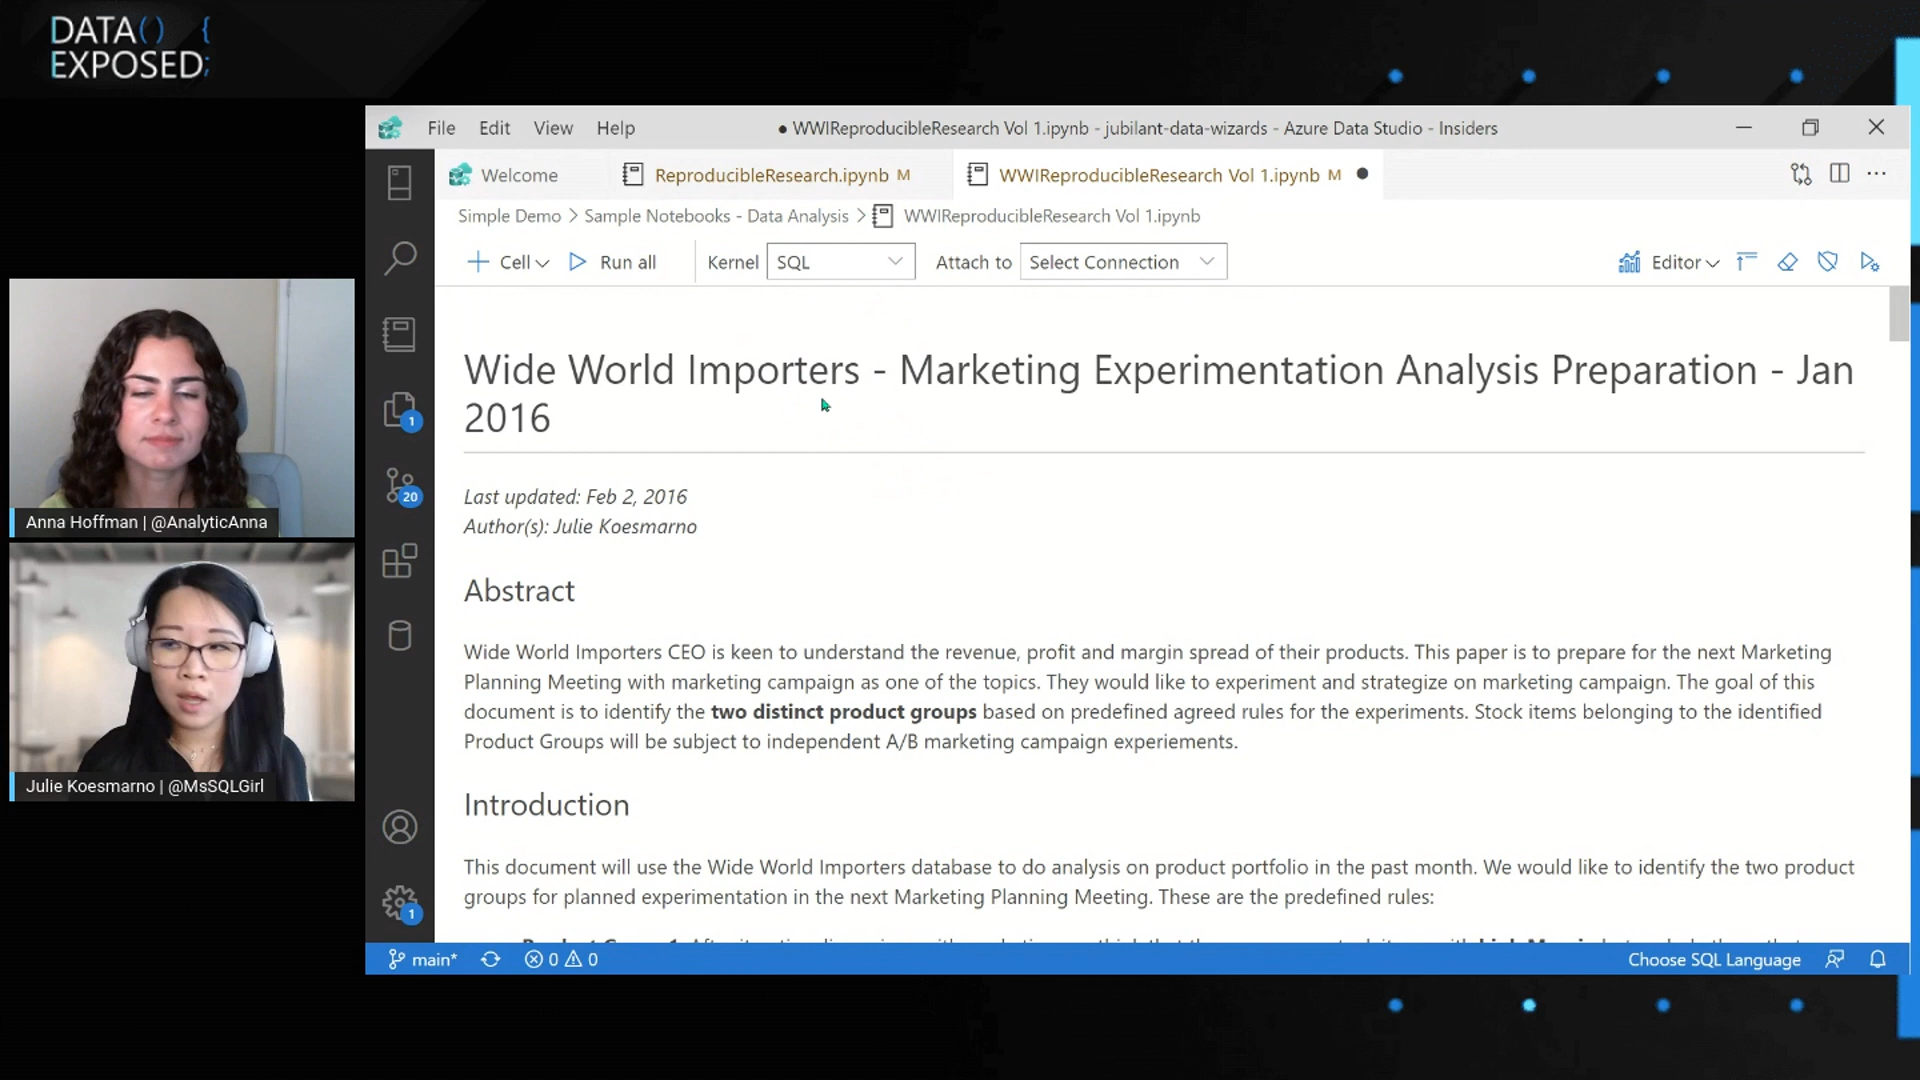 DATA() {
EXPOSED;
File Edit View Help
● WWIReproducibleResearch Vol 1.ipynb - jubilant-data-wizards - Azure Data Studio - Insiders
Welcome
ReproducibleResearch.ipynb M
WWIReproducibleResearch Vol 1.ipynb M
Simple Demo > Sample Notebooks - Data Analysis > WWIReproducibleResearch Vol 1.ipynb
Cell
Run all
Kernel
SQL
Attach to
Select Connection
Editor
Wide World Importers - Marketing Experimentation Analysis Preparation - Jan
2016
Last updated: Feb 2, 2016
Author(s): Julie Koesmarno
Abstract
Wide World Importers CEO is keen to understand the revenue, profit and margin spread of their products. This paper is to prepare for the next Marketing
Planning Meeting with marketing campaign as one of the topics. They would like to experiment and strategize on marketing campaign. The goal of this
document is to identify the two distinct product groups based on predefined agreed rules for the experiments. Stock items belonging to the identified
Product Groups will be subject to independent A/B marketing campaign experiements.
Introduction
This document will use the Wide World Importers database to do analysis on product portfolio in the past month. We would like to identify the two product
groups for planned experimentation in the next Marketing Planning Meeting. These are the predefined rules:
1
20
1
main*
0
0
Choose SQL Language
Anna Hoffman | @AnalyticAnna
Julie Koesmarno | @MsSQLGirl